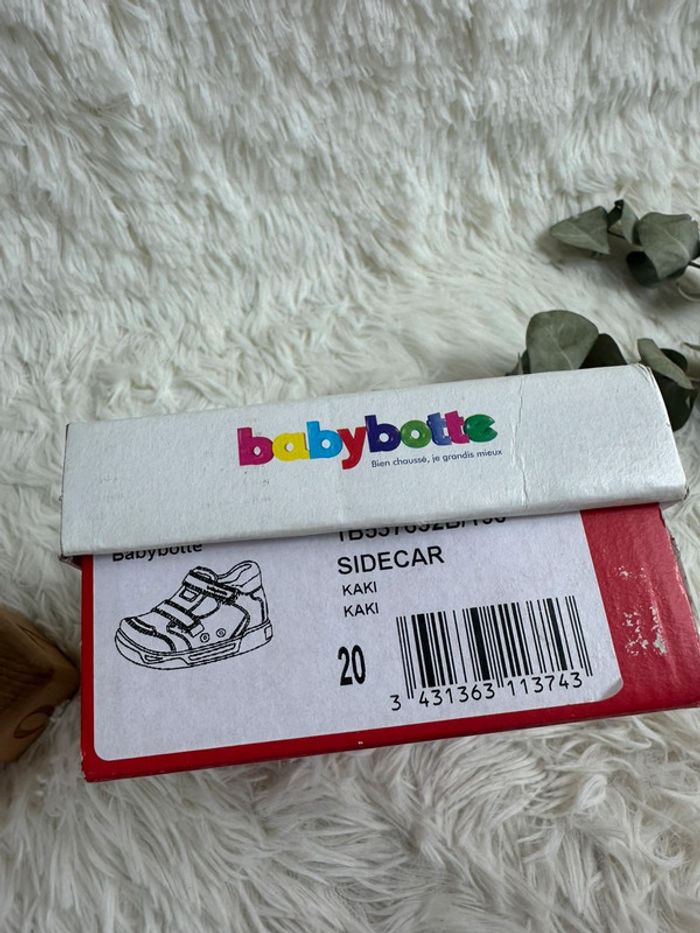 babybotte
Bien chaussé, je grandis mieux
Babybotte
SIDECAR
KAKI
KAKI
20
3 431363 113743